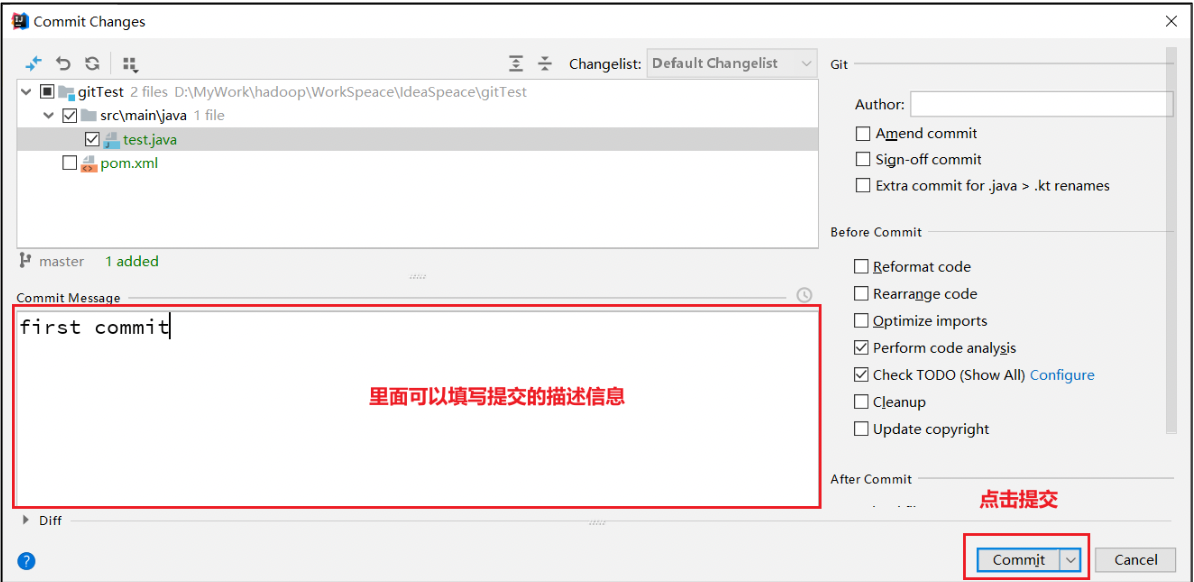 Commit Changes
Changelist: Default Changelist
gitTest 2 files D:\MyWork\hadoop\WorkSpeace\IdeaSpeace\gitTest
src\main\java 1 file
test.java
pom.xml
master 1 added
Commit Message
first commit
里面可以填写提交的描述信息
Diff
Git
Author:
Amend commit
Sign-off commit
Extra commit for .java > .kt renames
Before Commit
Reformat code
Rearrange code
Optimize imports
Perform code analysis
Check TODO (Show All) Configure
Cleanup
Update copyright
After Commit
点击提交
?
Commit
Cancel